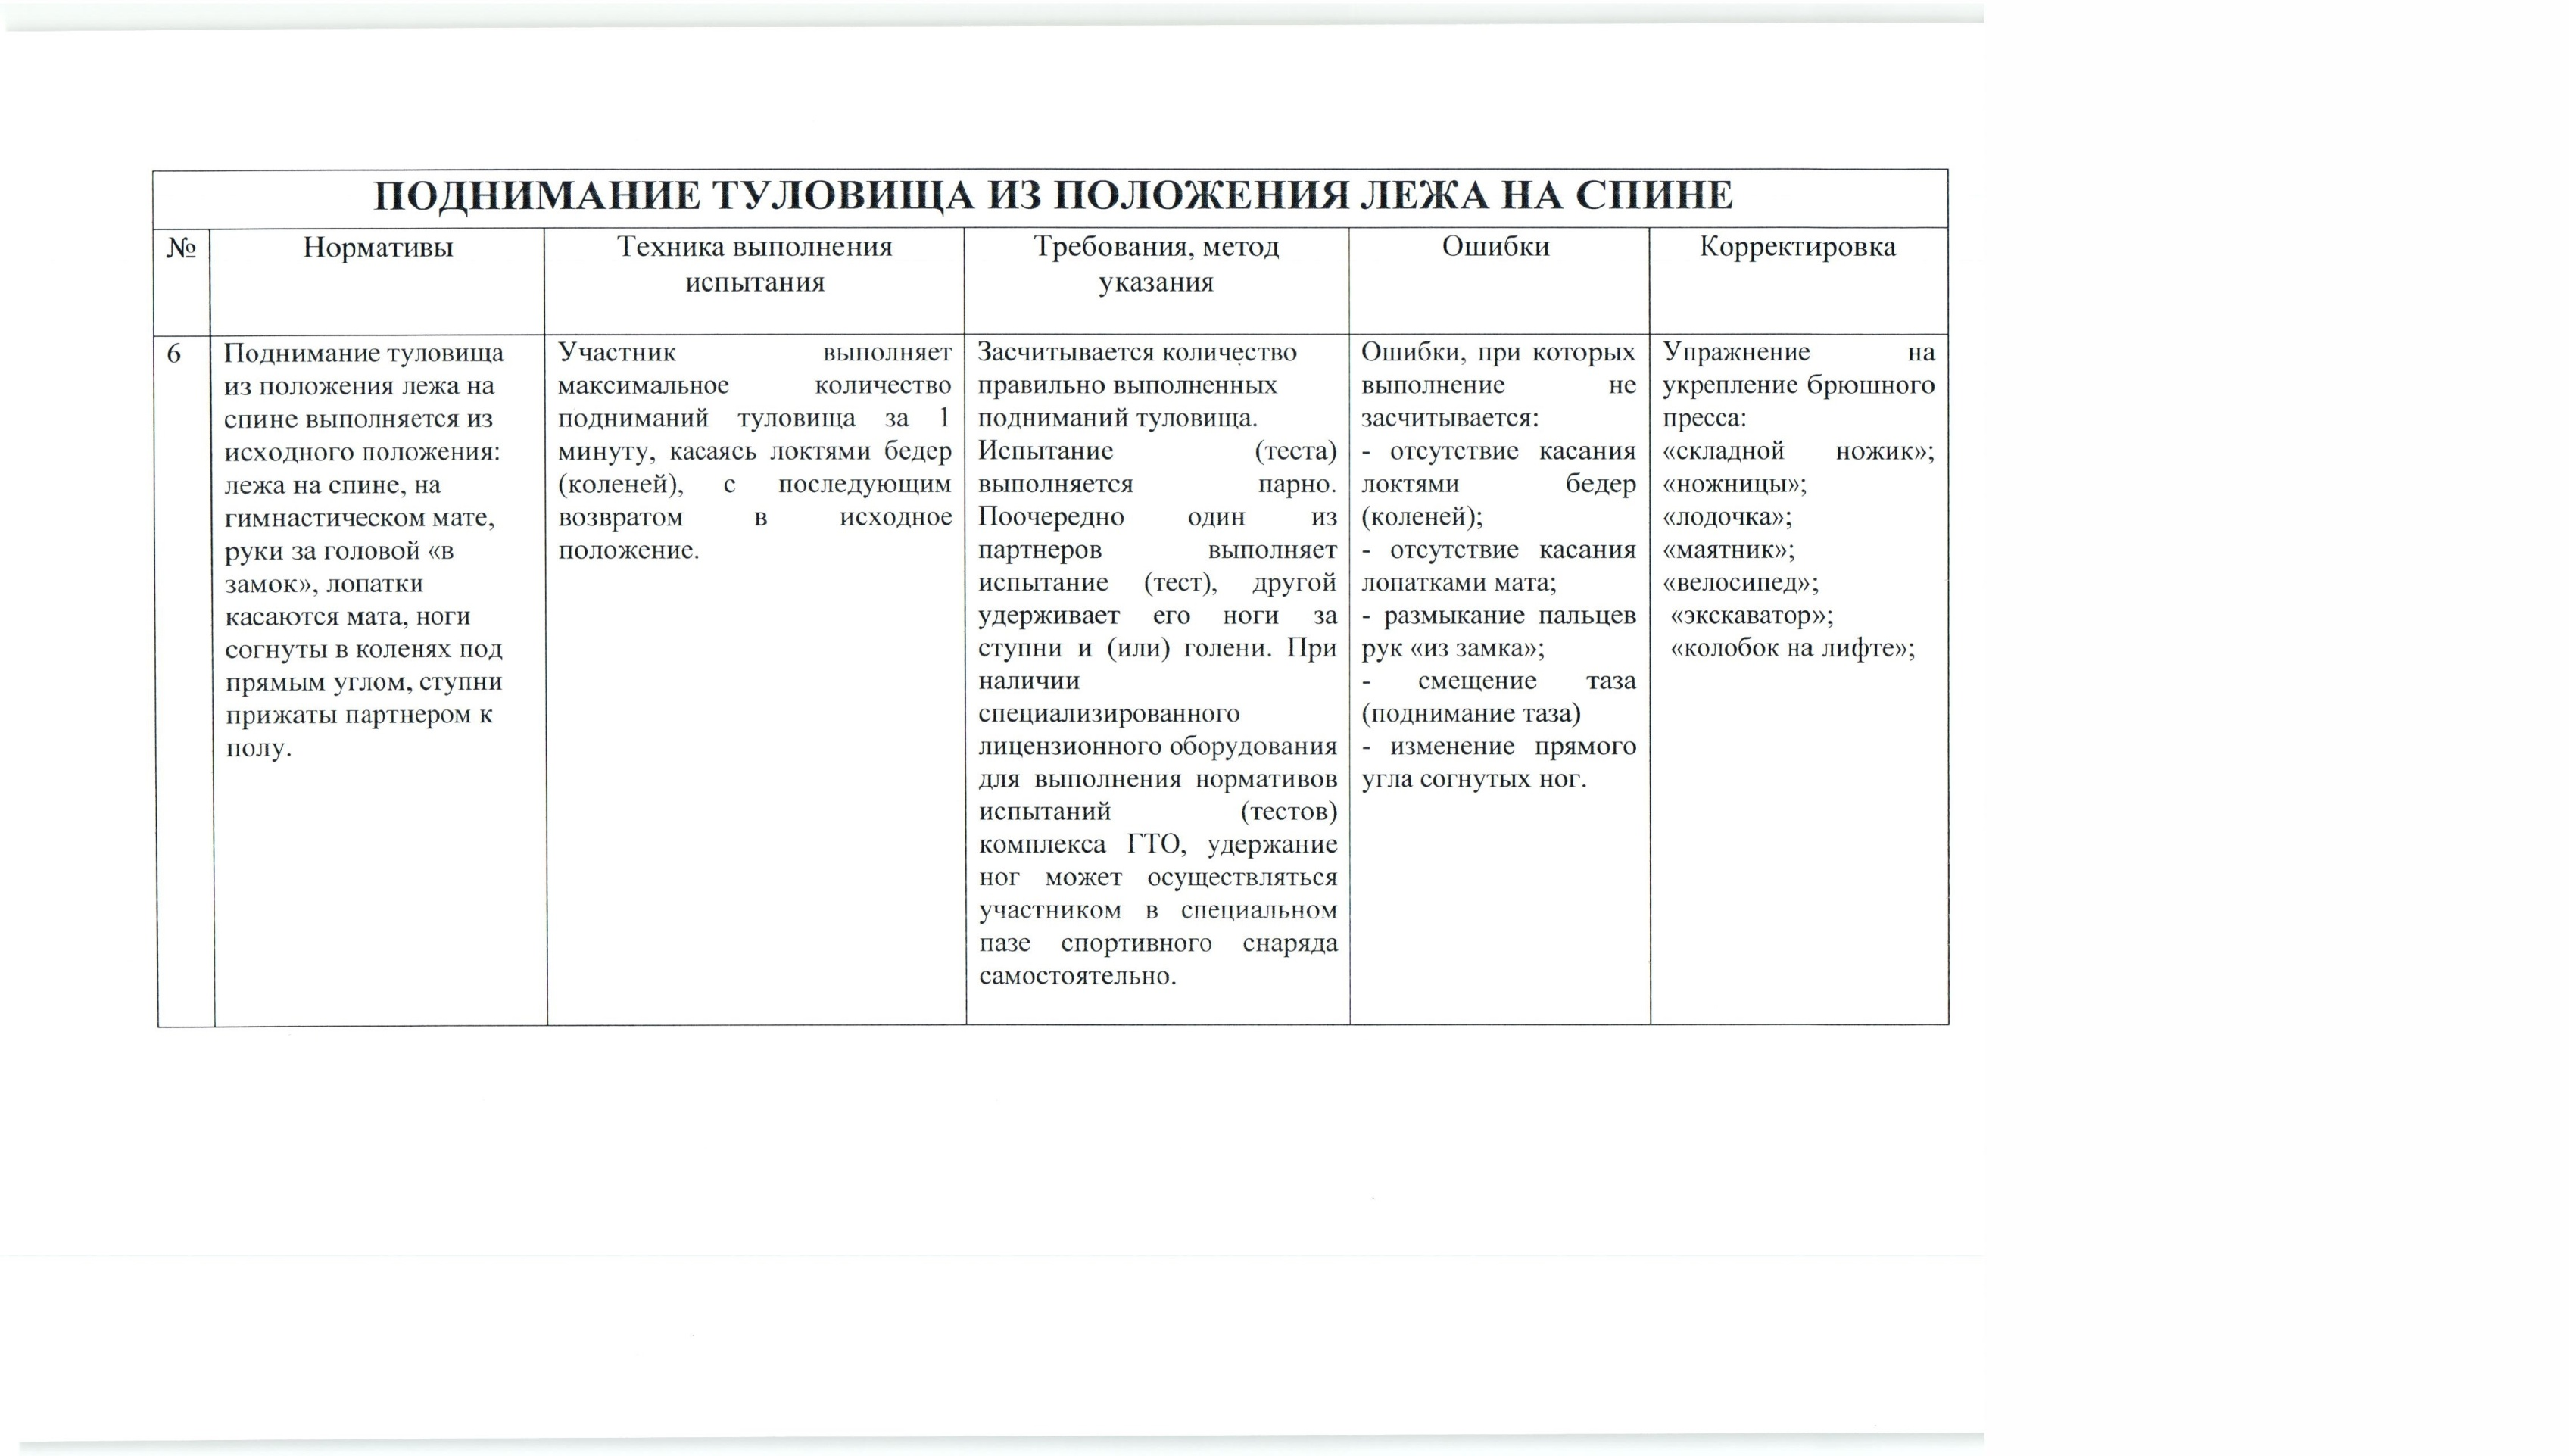 ПОДНИМАНИЕ ТУЛОВИЩА ИЗ ПОЛОЖЕНИЯ ЛЕЖА НА СПИНЕ
№
Нормативы
Техника выполнения
испытания
Требования, метод
указания
Ошибки
Корректировка
6
Поднимание туловища
из положения лежа на
спине выполняется из
исходного положения:
лежа на спине, на
гимнастическом мате,
руки за головой «в
замок», лопатки
касаются мата, ноги
согнуты в коленях под
прямым углом, ступни
прижаты партнером к
полу.
Участник выполняет
максимальное количество
подниманий туловища за 1
минуту, касаясь локтями бедер
(коленей), с последующим
возвратом в исходное
положение.
Засчитывается количество
правильно выполненных
подниманий туловища.
Испытание (теста)
выполняется парно.
Поочередно один из
партнеров выполняет
испытание (тест), другой
удерживает его ноги за
ступни и (или) голени. При
наличии
специализированного
лицензионного оборудования
для выполнения нормативов
испытаний (тестов)
комплекса ГТО, удержание
ног может осуществляться
участником в специальном
пазе спортивного снаряда
самостоятельно.
Ошибки, при которых
выполнение не
засчитывается:
- отсутствие касания
локтями бедер
(коленей);
- отсутствие касания
лопатками мата;
- размыкание пальцев
рук «из замка»;
- смещение таза
(поднимание таза)
- изменение прямого
угла согнутых ног.
Упражнение на
укрепление брюшного
пресса:
«складной ножик»;
«ножницы»;
«лодочка»;
«маятник»;
«велосипед»;
«экскаватор»;
«колобок на лифте»;